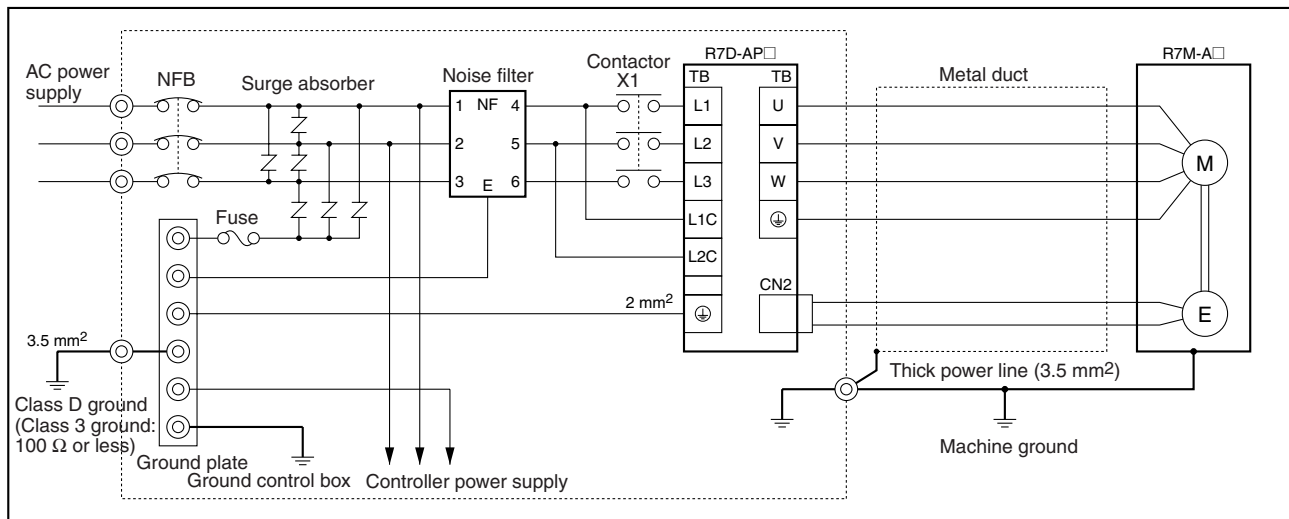 R7D-AP□
R7M-A□
AC power
supply
NFB
Surge absorber
Noise filter
Contactor
X1
TB
TB
Metal duct
1 NF 4
L1
U
2
5
L2
V
M
3
E
6
L3
W
Fuse
L1C
L2C
CN2
2 mm²
E
3.5 mm²
Thick power line (3.5 mm²)
Class D ground
(Class 3 ground:
100 Ω or less)
Machine ground
Ground plate
Ground control box
Controller power supply